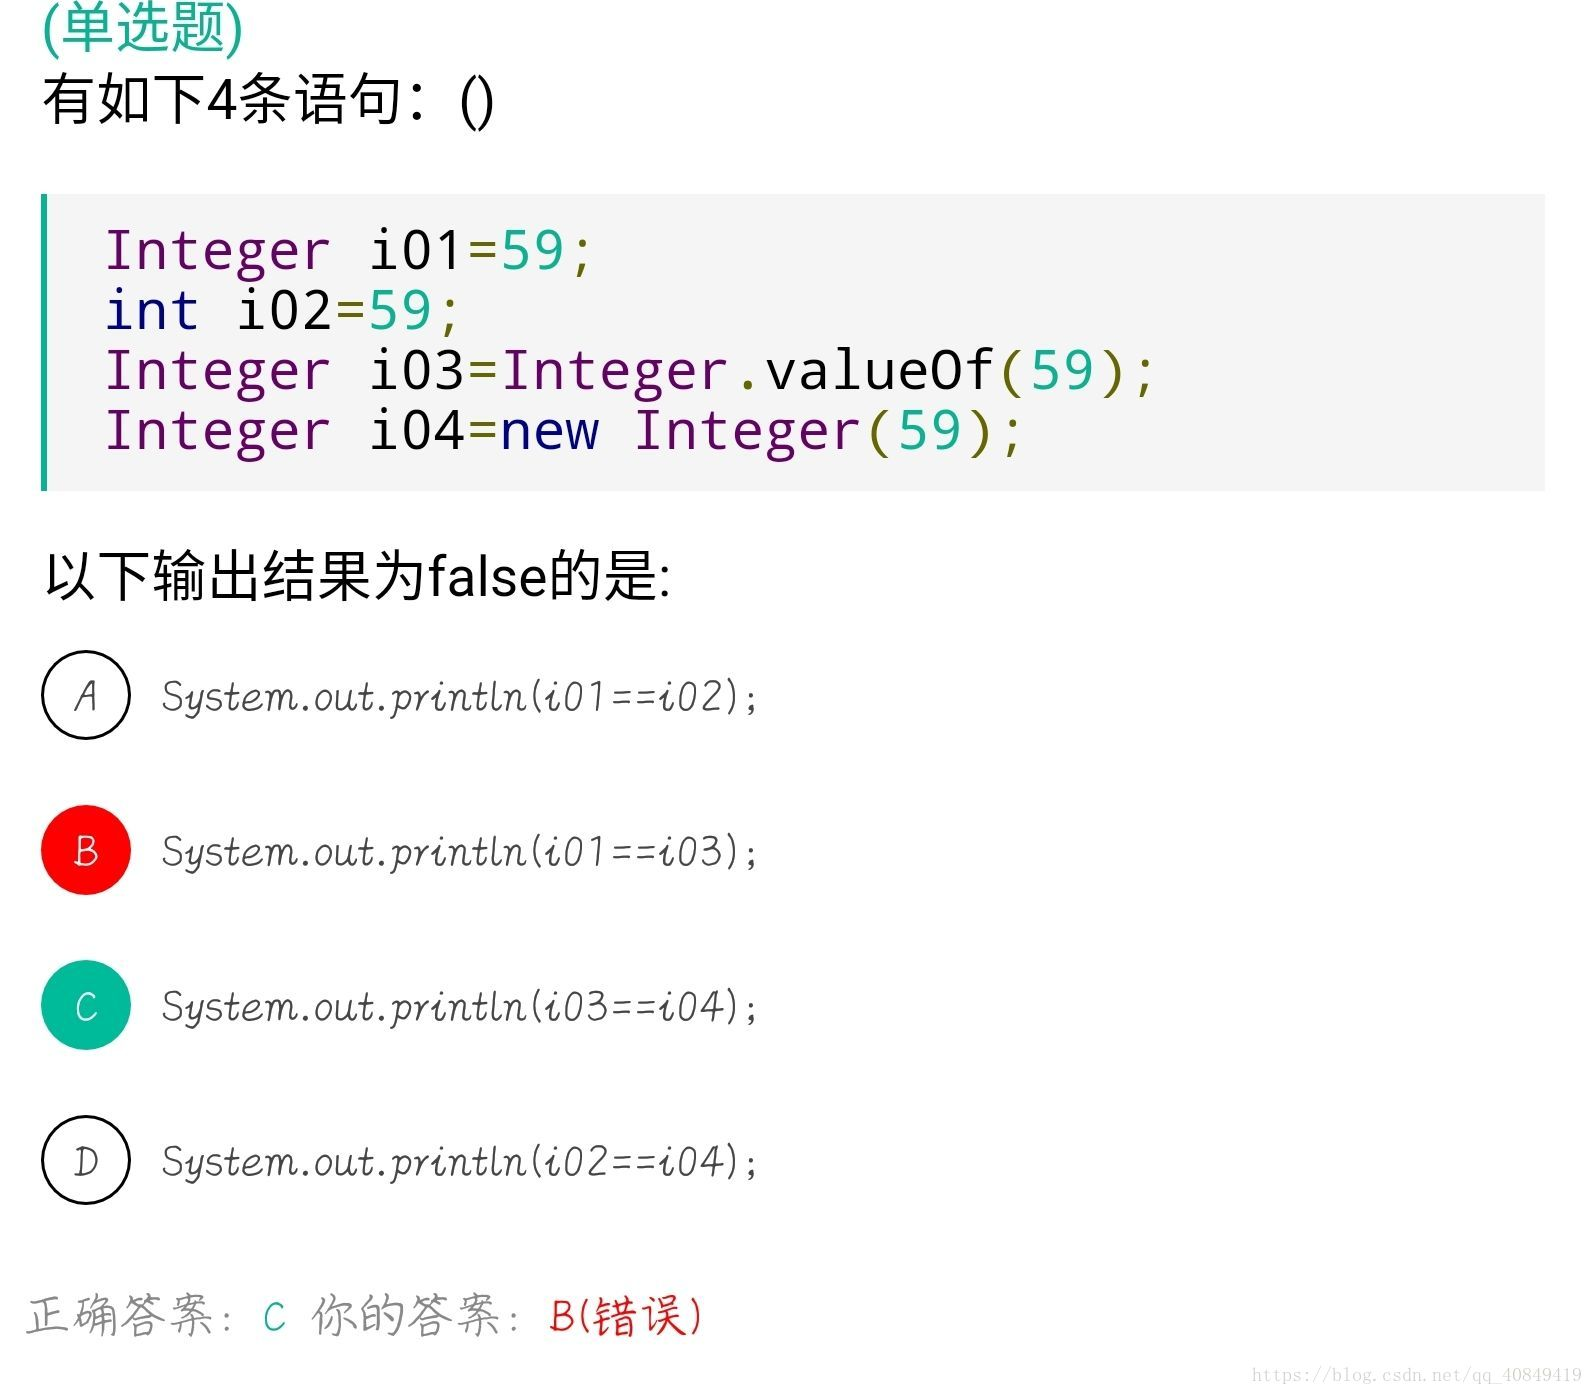 (单选题)
有如下4条语句：()
Integer i01=59;
int i02=59;
Integer i03=Integer.valueOf(59);
Integer i04=new Integer(59);
以下输出结果为false的是:
A System.out.println(i01==i02);
B System.out.println(i01==i03);
C System.out.println(i03==i04);
D System.out.println(i02==i04);
正确答案: C 你的答案: B(错误)
https://blog.csdn.net/qq_40849419